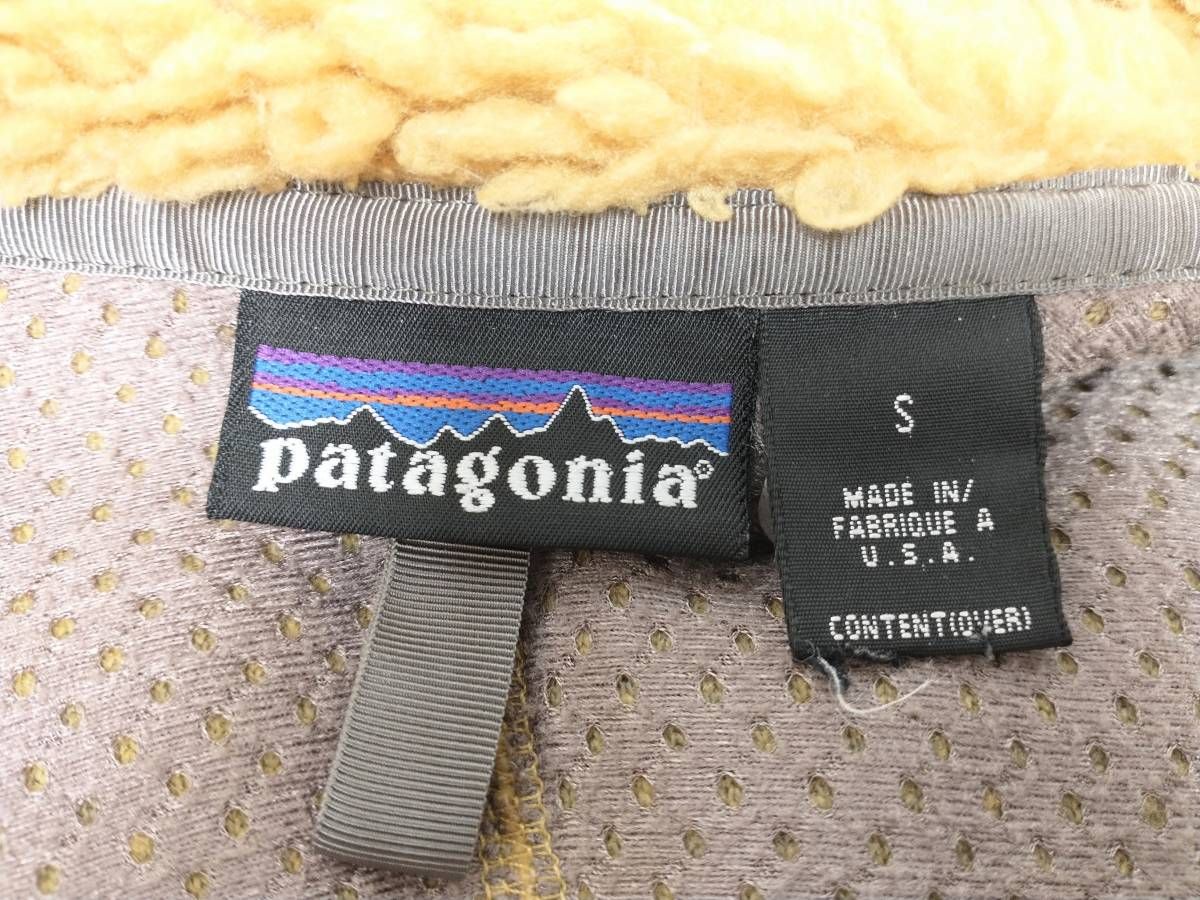 patagonia®
S
MADE IN/
FABRIQUE A
U.S.A.
CONTENT(OVER)